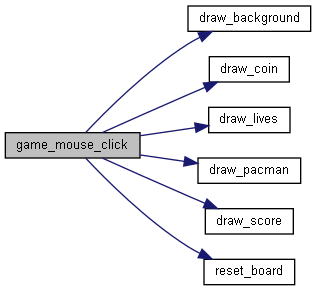 draw_background
draw_coin
draw_lives
game_mouse_click
draw_pacman
draw_score
reset_board